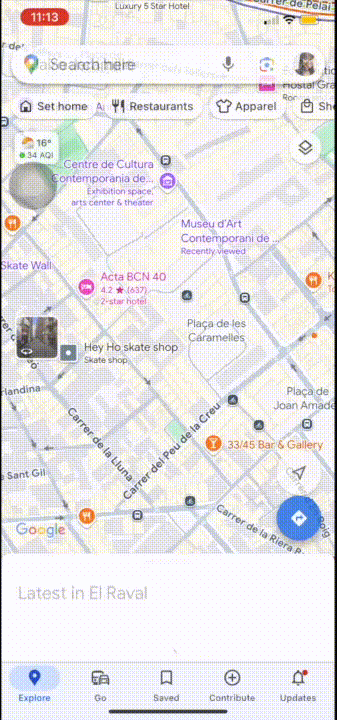 Luxury 5 Star Hotel
Carrer de Pelai
11:13
Search here
Hostal Gra
Set home
Restaurants
Apparel
She
16°
34 AQI
Centre de Cultura
Contemporania de...
Exhibition space,
arts center & theater
Museu d'Art
Contemporani de ...
Recently viewed
Skate Wall
Acta BCN 40
4.2 ★ (637)
2-star hotel
Hey Ho skate shop
Skate shop
Plaça de les
Caramelles
Plaça de
Joan Amade
rlandina
Carrer de la Lluna
Carrer del Peu de la Creu
33/45 Bar & Gallery
e Sant Gil
Google
Carrer de la Riera
Latest in El Raval
Explore
Go
Saved
Contribute
Updates